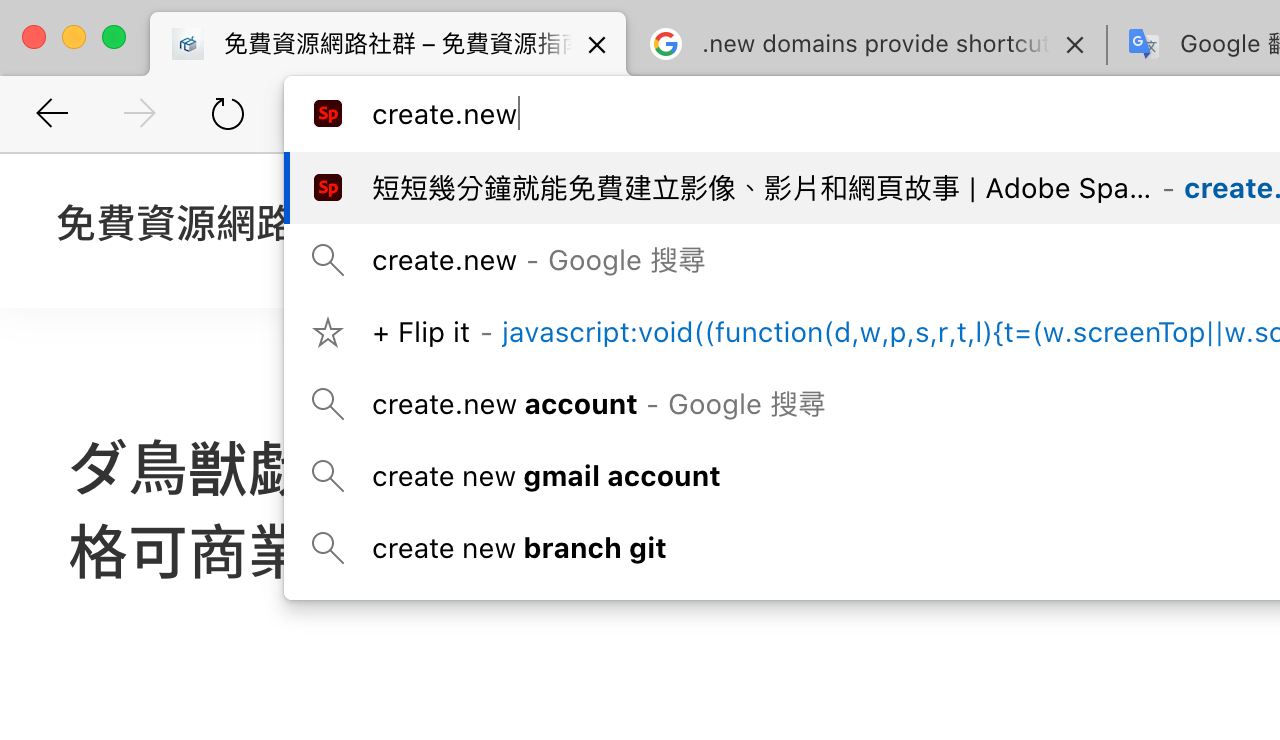 免費資源網路社群 – 免費資源指
.new domains provide shortcut
Google 翻
create.new
短短幾分鐘就能免費建立影像、影片和網頁故事 | Adobe Spa... - create.
create.new - Google 搜尋
+ Flip it - javascript:void((function(d,w,p,s,r,t,l){t=(w.screenTop||w.sc
create.new account - Google 搜尋
create new gmail account
create new branch git
免費資源網路
ダ鳥獣戯
格可商業